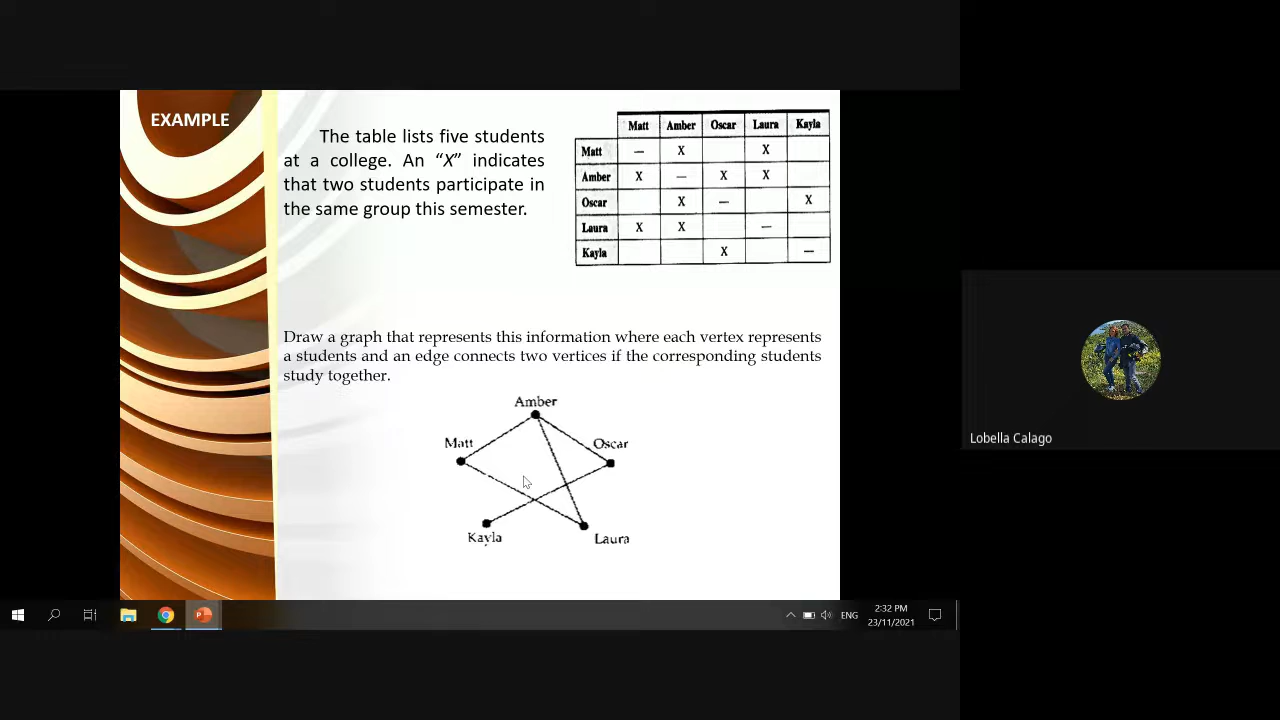 EXAMPLE
The table lists five students
at a college. An “X” indicates
that two students participate in
the same group this semester.
Matt Amber Oscar Laura Kayla
Matt — X X
Amber X — X X
Oscar X — X
Laura X X —
Kayla X —
Draw a graph that represents this information where each vertex represents
a students and an edge connects two vertices if the corresponding students
study together.
Amber
Matt
Oscar
Kayla
Laura
Lobella Calago
ENG
2:32 PM
23/11/2021